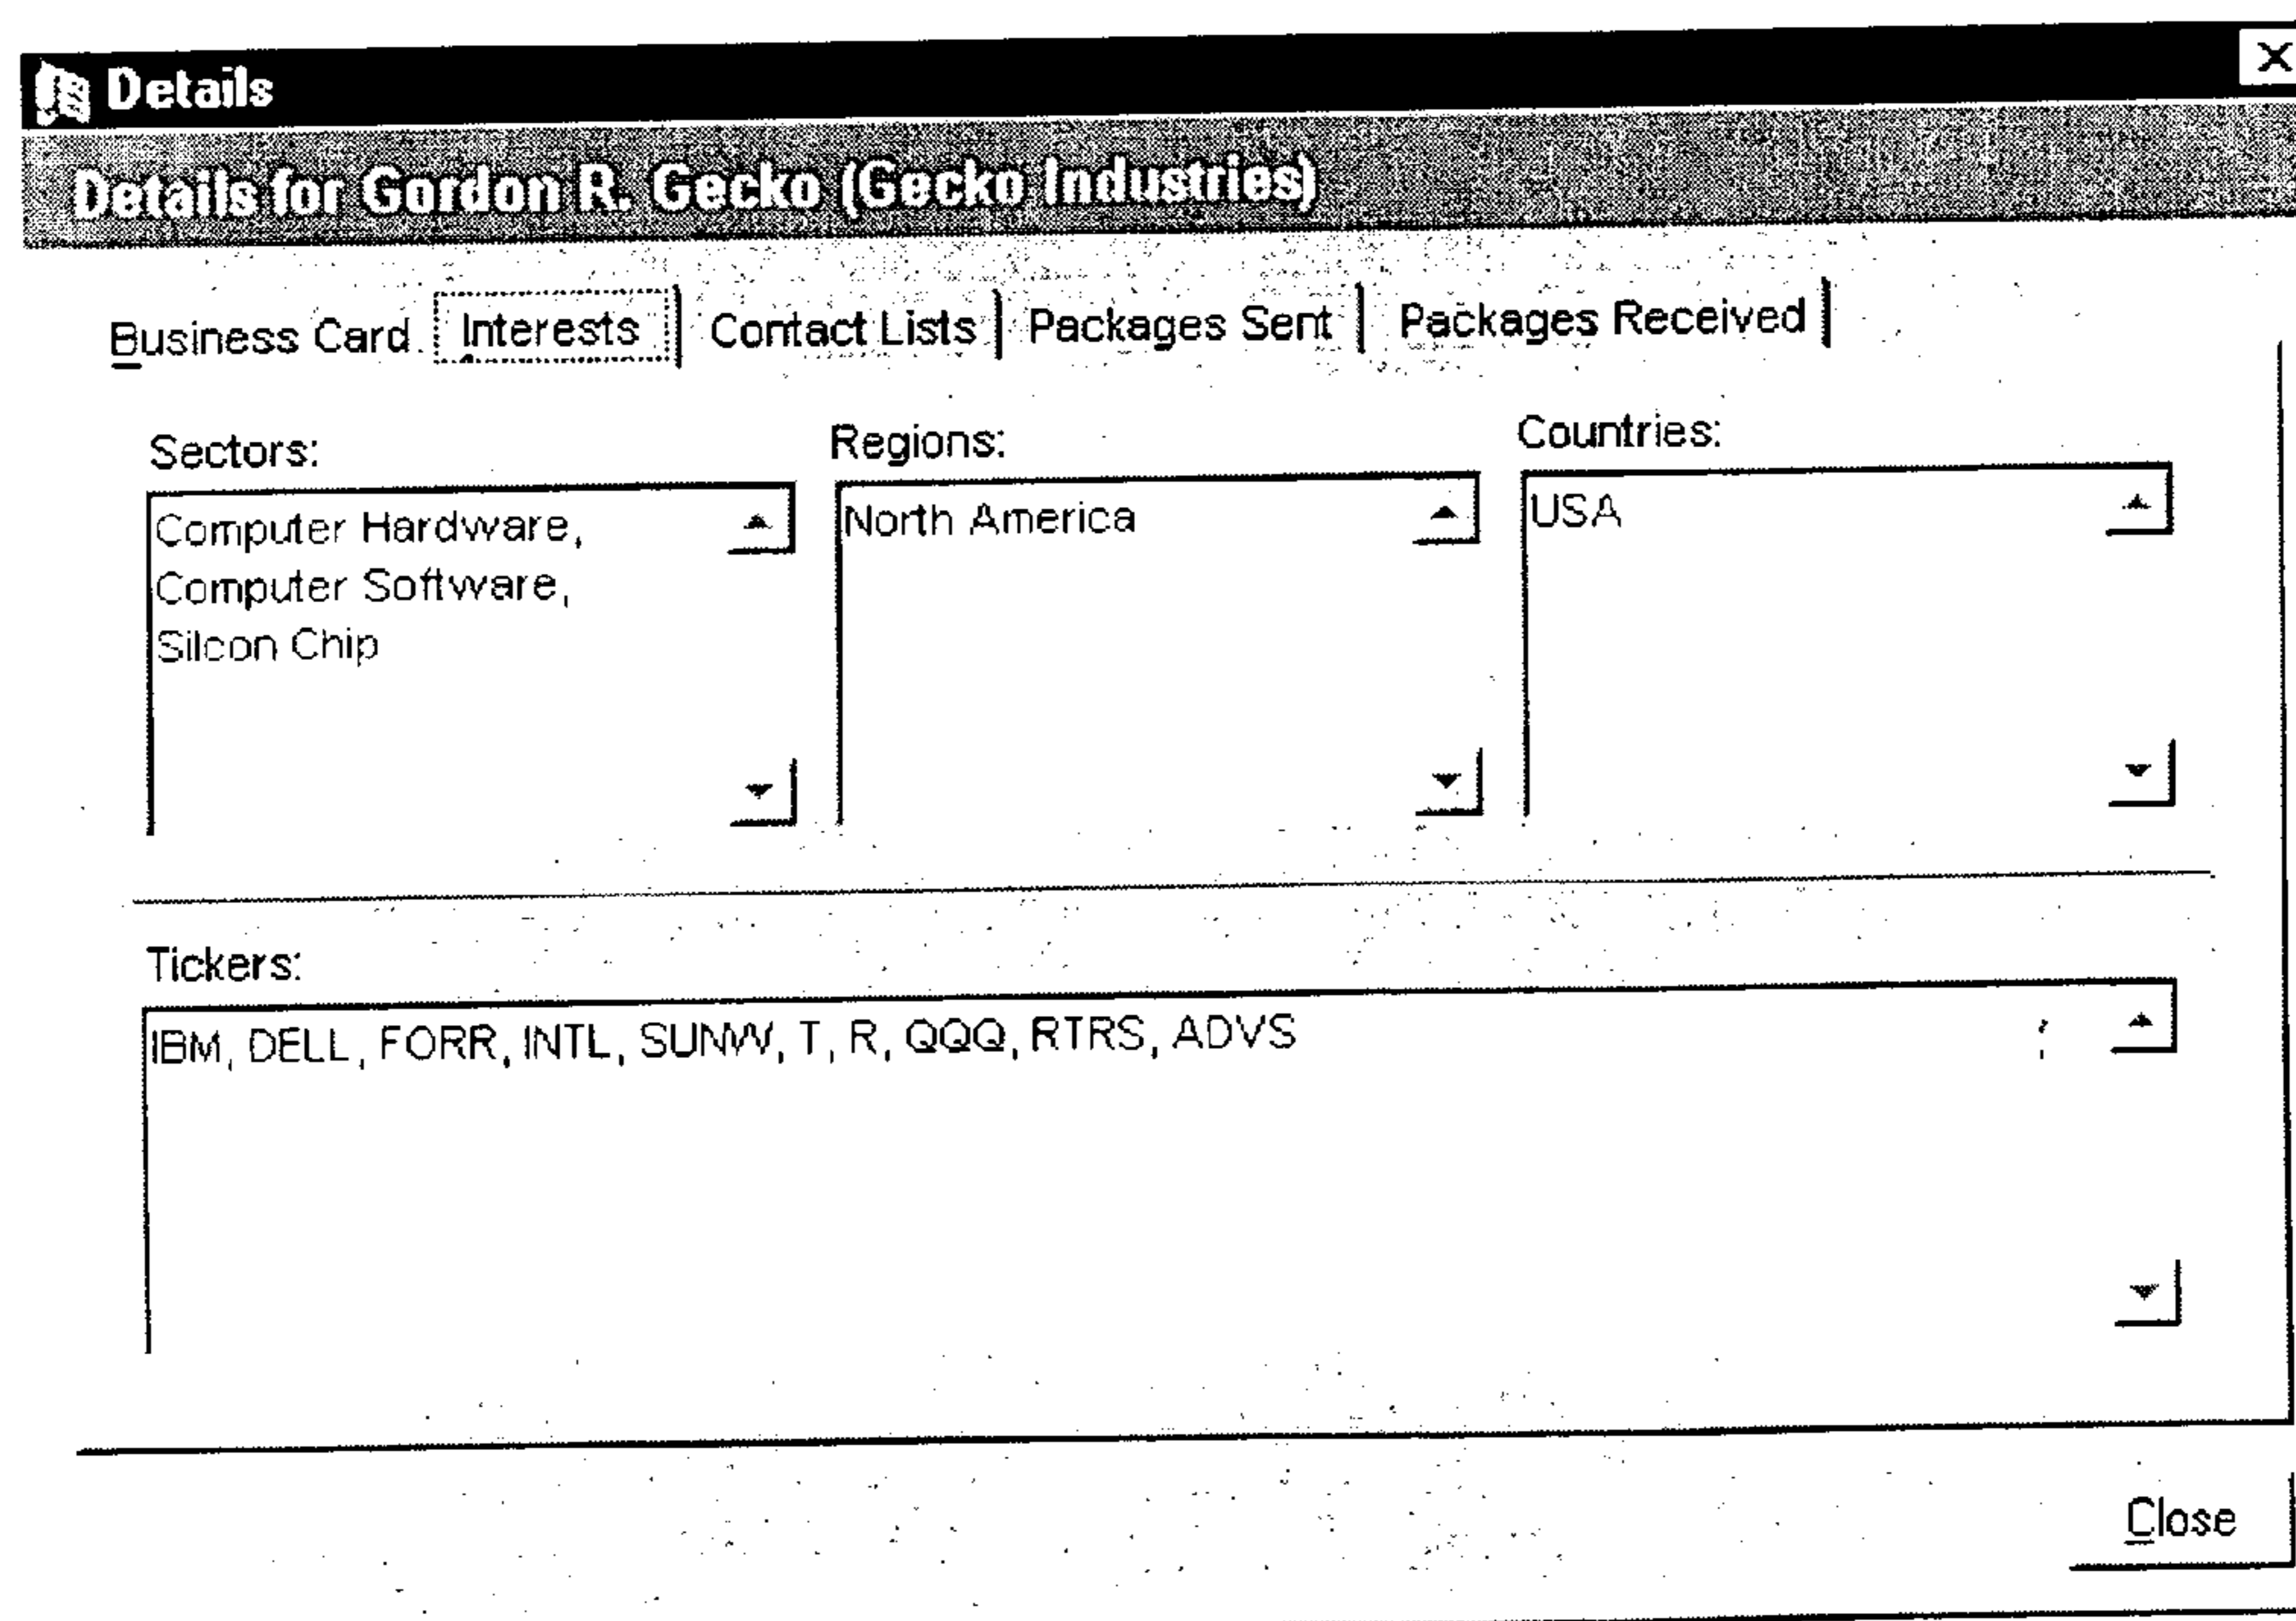 Details
Details for Gordon R. Gecko (Gecko Industries)
Business Card Interests Contact Lists Packages Sent Packages Received
Sectors: Regions: Countries:
Computer Hardware, North America USA
Computer Software,
Silcon Chip
Tickers:
IBM, DELL, FORR, INTL, SUNW, T, R, QQQ, RTRS, ADVS
Close